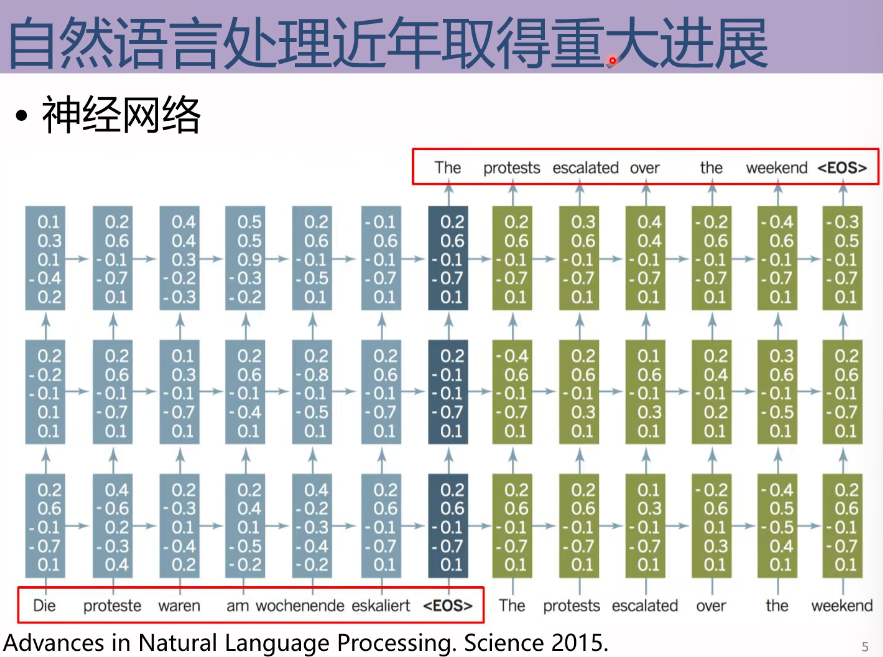 自然语言处理近年取得重大进展
• 神经网络
The protests escalated over the weekend <EOS>
0.1 0.2 0.4 0.5 0.2 -0.1 0.2 0.2 0.3 0.4 -0.2 -0.4 -0.3
0.3 0.6 0.4 0.5 0.6 0.6 0.6 0.6 0.6 0.4 0.6 0.6 0.5
0.1 -0.1 0.3 0.9 -0.1 -0.1 -0.1 -0.1 -0.1 -0.1 -0.1 -0.1 -0.1
-0.4 -0.7 -0.2 -0.3 -0.5 -0.7 -0.7 -0.7 -0.7 -0.7 -0.7 -0.7 -0.7
0.2 0.1 -0.3 -0.2 0.1 0.1 0.1 0.1 0.1 0.1 0.1 0.1 0.1
0.2 0.2 0.1 0.2 0.2 0.2 0.2 -0.4 0.2 0.1 0.2 0.3 0.2
-0.2 0.6 0.3 0.6 -0.8 0.6 -0.1 0.6 0.6 0.6 0.4 0.6 0.6
-0.1 -0.1 -0.1 -0.1 -0.1 -0.1 -0.1 -0.1 -0.1 -0.1 -0.1 -0.1 -0.1
0.1 -0.7 -0.7 -0.4 -0.5 -0.7 -0.7 -0.7 0.3 0.3 0.2 -0.5 -0.7
0.1 0.1 0.1 0.1 0.1 0.1 0.1 0.1 0.1 0.1 0.1 0.1 0.1
0.2 0.4 0.2 0.2 0.4 0.2 0.2 0.2 0.2 0.1 -0.2 -0.4 0.2
0.6 -0.6 -0.3 0.4 -0.2 0.6 0.6 0.6 0.6 0.3 0.6 0.5 0.6
-0.1 0.2 -0.1 0.1 -0.3 -0.1 -0.1 -0.1 -0.1 -0.1 0.1 -0.5 -0.1
-0.7 -0.3 -0.4 -0.5 -0.4 -0.7 -0.7 -0.7 -0.7 -0.7 0.3 0.4 -0.7
0.1 0.4 0.2 -0.2 -0.2 0.1 0.1 0.1 0.1 0.1 0.1 0.1 0.1
Die proteste waren am wochenende eskaliert <EOS> The protests escalated over the weekend
Advances in Natural Language Processing. Science 2015.
5